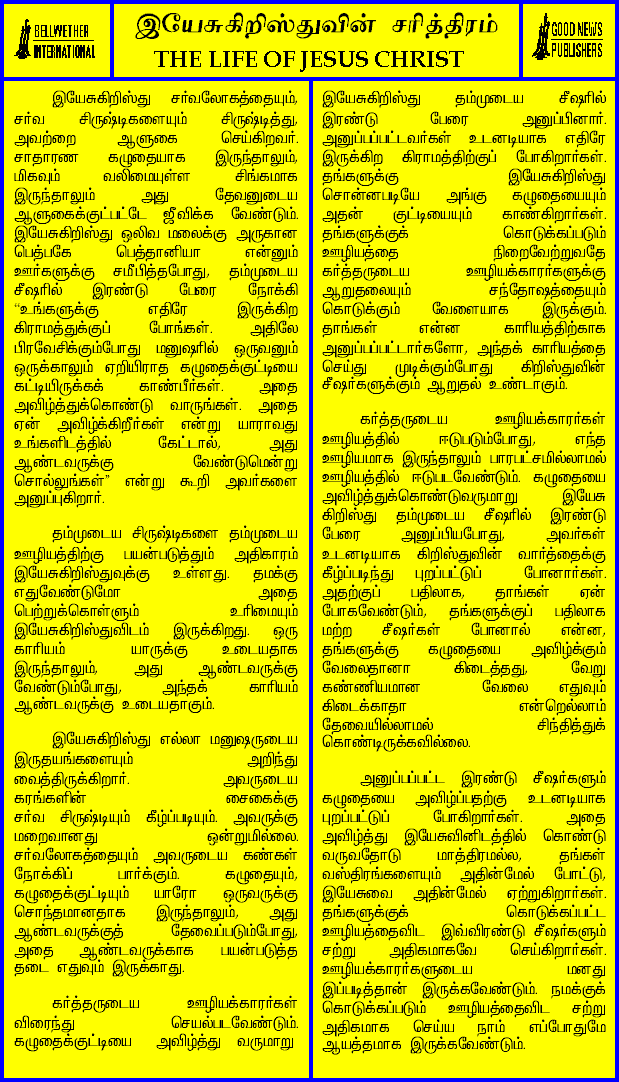 BELLWETHER
INTERNATIONAL
இயேசுகிறிஸ்துவின் சரித்திரம்
THE LIFE OF JESUS CHRIST
GOOD NEWS
PUBLISHERS
இயேசுகிறிஸ்து சர்வலோகத்தையும்,
சர்வ சிருஷ்டிகளையும் சிருஷ்டித்து,
அவற்றை ஆளுகை செய்கிறவர்.
சாதாரண கழுதையாக இருந்தாலும்,
மிகவும் வலிமையுள்ள சிங்கமாக
இருந்தாலும் அது தேவனுடைய
ஆளுகைக்குட்பட்டே ஜீவிக்க வேண்டும்.
இயேசுகிறிஸ்து ஒலிவ மலைக்கு அருகான
பெத்பகே பெத்தானியா என்னும்
ஊர்களுக்கு சமீபித்தபோது, தம்முடைய
சீஷரில் இரண்டு பேரை நோக்கி
“உங்களுக்கு எதிரே இருக்கிற
கிராமத்துக்குப் போங்கள். அதிலே
பிரவேசிக்கும்போது மனுஷரில் ஒருவனும்
ஒருக்காலும் ஏறியிராத கழுதைக்குட்டியை
கட்டியிருக்கக் காண்பீர்கள். அதை
அவிழ்த்துக்கொண்டு வாருங்கள். அதை
ஏன் அவிழ்க்கிறீர்கள் என்று யாராவது
உங்களிடத்தில் கேட்டால், அது
ஆண்டவருக்கு வேண்டுமென்று
சொல்லுங்கள்” என்று கூறி அவர்களை
அனுப்புகிறார்.
தம்முடைய சிருஷ்டிகளை தம்முடைய
ஊழியத்திற்கு பயன்படுத்தும் அதிகாரம்
இயேசுகிறிஸ்துவுக்கு உள்ளது. தமக்கு
எதுவேண்டுமோ அதை
பெற்றுக்கொள்ளும் உரிமையும்
இயேசுகிறிஸ்துவிடம் இருக்கிறது. ஒரு
காரியம் யாருக்கு உடையதாக
இருந்தாலும், அது ஆண்டவருக்கு
வேண்டும்போது, அந்தக் காரியம்
ஆண்டவருக்கு உடையதாகும்.
இயேசுகிறிஸ்து எல்லா மனுஷருடைய
இருதயங்களையும் அறிந்து
வைத்திருக்கிறார். அவருடைய
கரங்களின் சைகைக்கு
சர்வ சிருஷ்டியும் கீழ்ப்படியும். அவருக்கு
மறைவானது ஒன்றுமில்லை.
சர்வலோகத்தையும் அவருடைய கண்கள்
நோக்கிப் பார்க்கும். கழுதையும்,
கழுதைக்குட்டியும் யாரோ ஒருவருக்கு
சொந்தமானதாக இருந்தாலும், அது
ஆண்டவருக்குத் தேவைப்படும்போது,
அதை ஆண்டவருக்காக பயன்படுத்த
தடை எதுவும் இருக்காது.
கர்த்தருடைய ஊழியக்காரர்கள்
விரைந்து செயல்படவேண்டும்.
கழுதைக்குட்டியை அவிழ்த்து வருமாறு
இயேசுகிறிஸ்து தம்முடைய சீஷரில்
இரண்டு பேரை அனுப்பினார்.
அனுப்பப்பட்டவர்கள் உடனடியாக எதிரே
இருக்கிற கிராமத்திற்குப் போகிறார்கள்.
தங்களுக்கு இயேசுகிறிஸ்து
சொன்னபடியே அங்கு கழுதையையும்
அதன் குட்டியையும் காண்கிறார்கள்.
தங்களுக்குக் கொடுக்கப்படும்
ஊழியத்தை நிறைவேற்றுவதே
கர்த்தருடைய ஊழியக்காரர்களுக்கு
ஆறுதலையும் சந்தோஷத்தையும்
கொடுக்கும் வேளையாக இருக்கும்.
தாங்கள் என்ன காரியத்திற்காக
அனுப்பப்பட்டார்களோ, அந்தக் காரியத்தை
செய்து முடிக்கும்போது கிறிஸ்துவின்
சீஷர்களுக்கும் ஆறுதல் உண்டாகும்.
கர்த்தருடைய ஊழியக்காரர்கள்
ஊழியத்தில் ஈடுபடும்போது, எந்த
ஊழியமாக இருந்தாலும் பாரபட்சமில்லாமல்
ஊழியத்தில் ஈடுபடவேண்டும். கழுதையை
அவிழ்த்துக்கொண்டுவருமாறு இயேசு
கிறிஸ்து தம்முடைய சீஷரில் இரண்டு
பேரை அனுப்பியபோது, அவர்கள்
உடனடியாக கிறிஸ்துவின் வார்த்தைக்கு
கீழ்ப்படிந்து புறப்பட்டுப் போனார்கள்.
அதற்குப் பதிலாக, தாங்கள் ஏன்
போகவேண்டும், தங்களுக்குப் பதிலாக
மற்ற சீஷர்கள் போனால் என்ன,
தங்களுக்கு கழுதையை அவிழ்க்கும்
வேலைதானா கிடைத்தது, வேறு
கண்ணியமான வேலை எதுவும்
கிடைக்காதா என்றெல்லாம்
தேவையில்லாமல் சிந்தித்துக்
கொண்டிருக்கவில்லை.
அனுப்பப்பட்ட இரண்டு சீஷர்களும்
கழுதையை அவிழ்ப்பதற்கு உடனடியாக
புறப்பட்டுப் போகிறார்கள். அதை
அவிழ்த்து இயேசுவினிடத்தில் கொண்டு
வருவதோடு மாத்திரமல்ல, தங்கள்
வஸ்திரங்களையும் அதின்மேல் போட்டு,
இயேசுவை அதின்மேல் ஏற்றுகிறார்கள்.
தங்களுக்குக் கொடுக்கப்பட்ட
ஊழியத்தைவிட இவ்விரண்டு சீஷர்களும்
சற்று அதிகமாகவே செய்கிறார்கள்.
ஊழியக்காரர்களுடைய மனது
இப்படித்தான் இருக்கவேண்டும். நமக்குக்
கொடுக்கப்படும் ஊழியத்தைவிட சற்று
அதிகமாக செய்ய நாம் எப்போதுமே
ஆயத்தமாக இருக்கவேண்டும்.